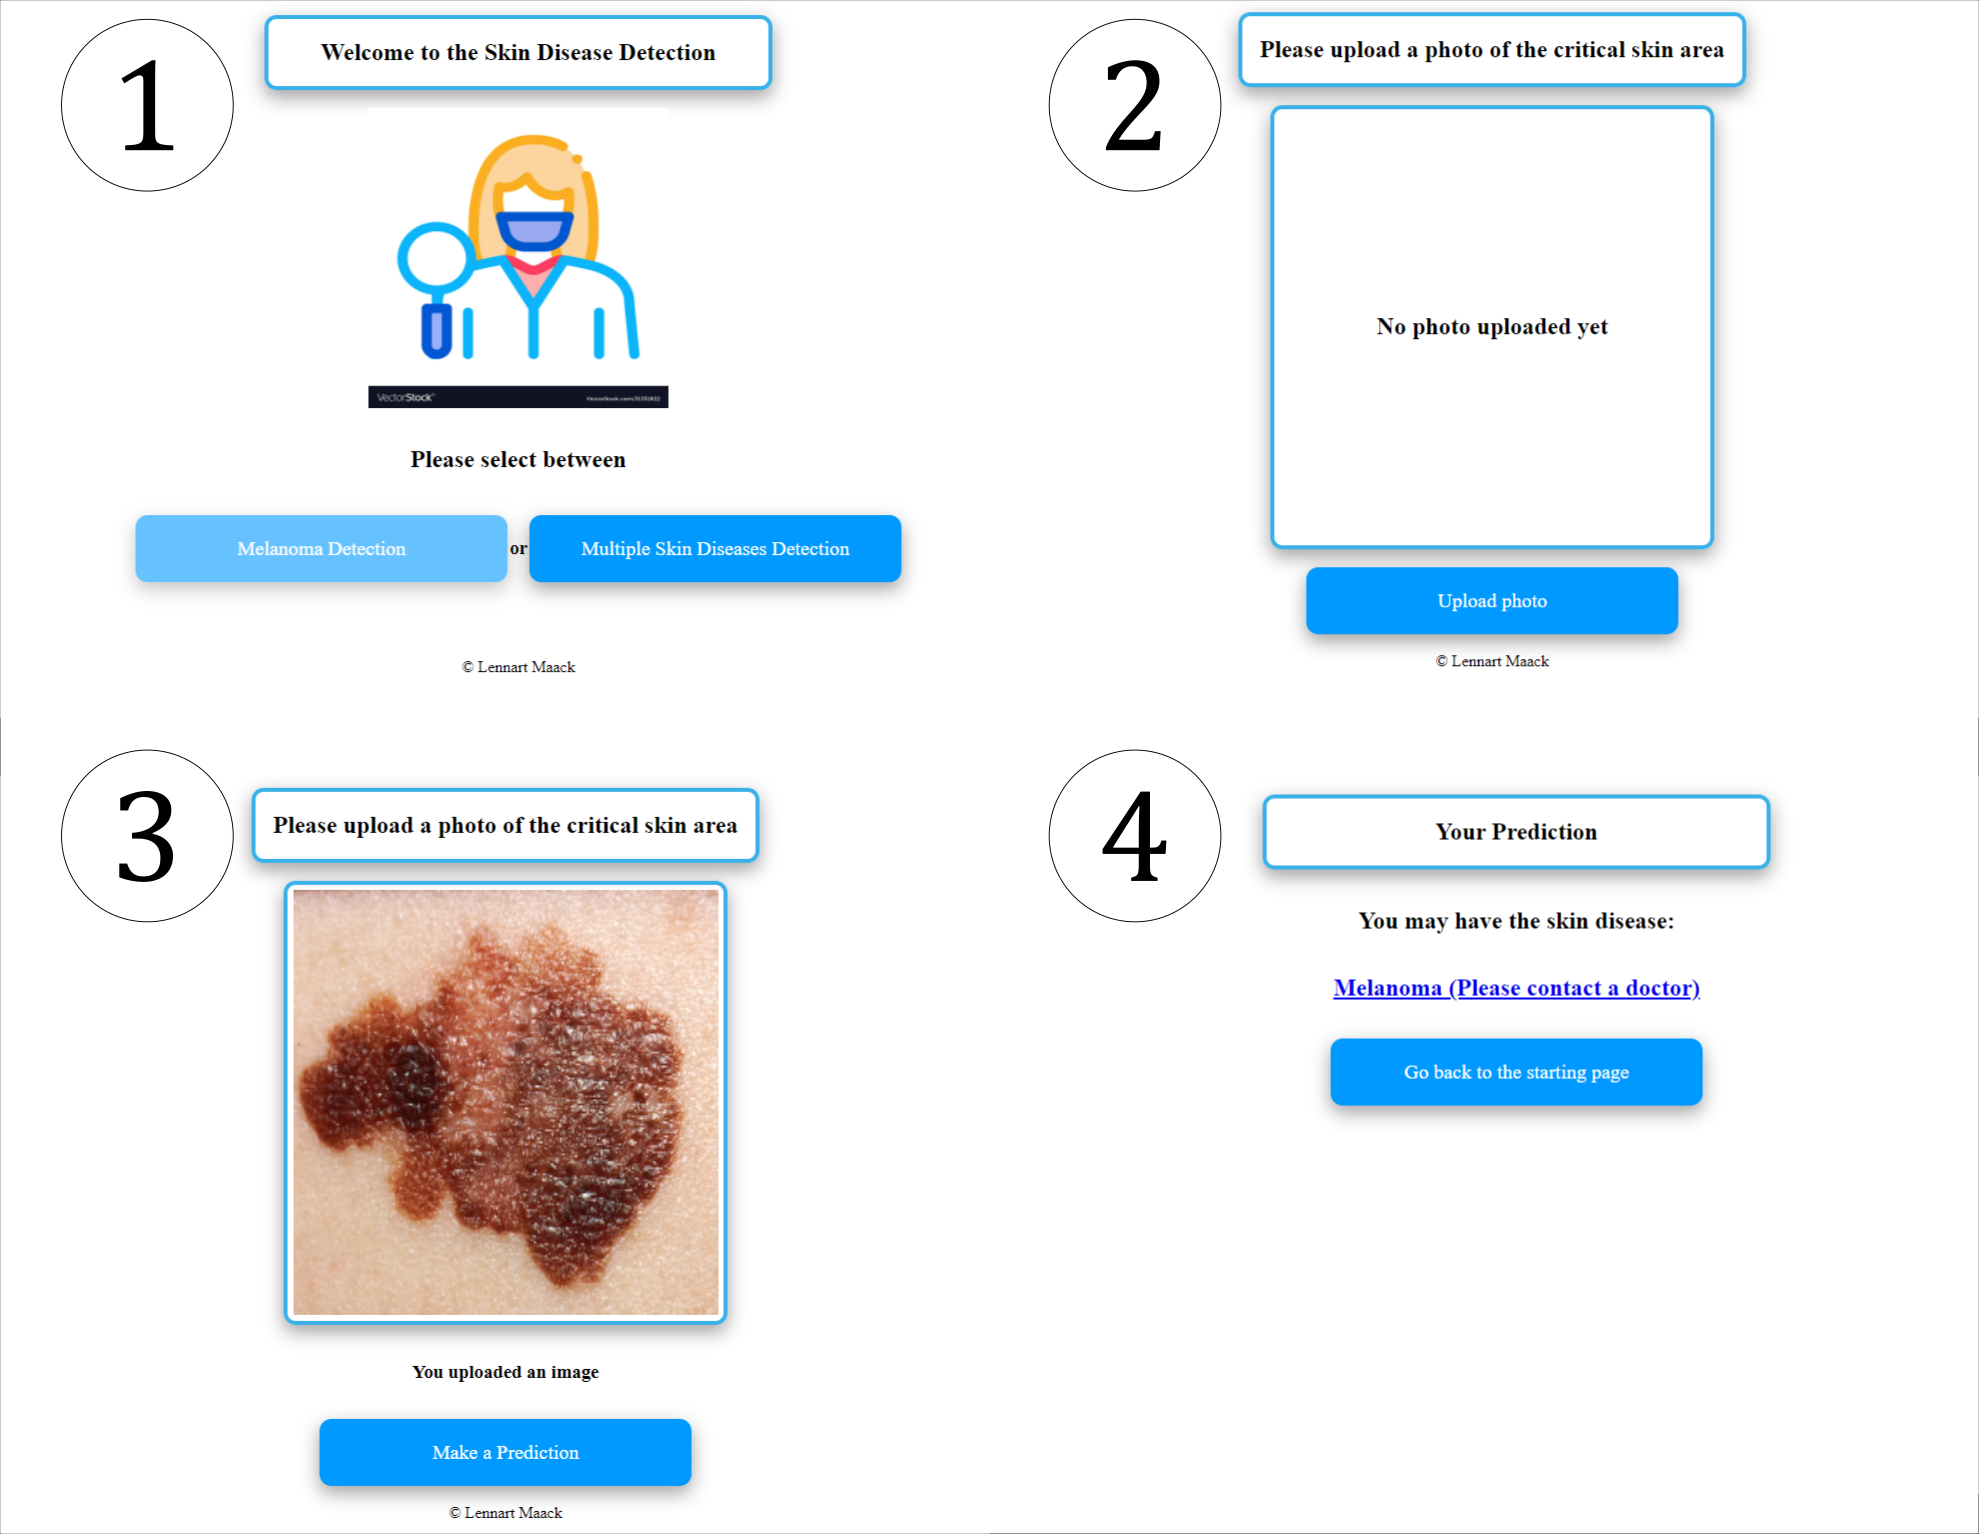 1
Welcome to the Skin Disease Detection
VectorStock®
VectorStock.com/31331822
Please select between
Melanoma Detection
or
Multiple Skin Diseases Detection
© Lennart Maack
2
Please upload a photo of the critical skin area
No photo uploaded yet
Upload photo
© Lennart Maack
3
Please upload a photo of the critical skin area
You uploaded an image
Make a Prediction
© Lennart Maack
4
Your Prediction
You may have the skin disease:
Melanoma (Please contact a doctor)
Go back to the starting page